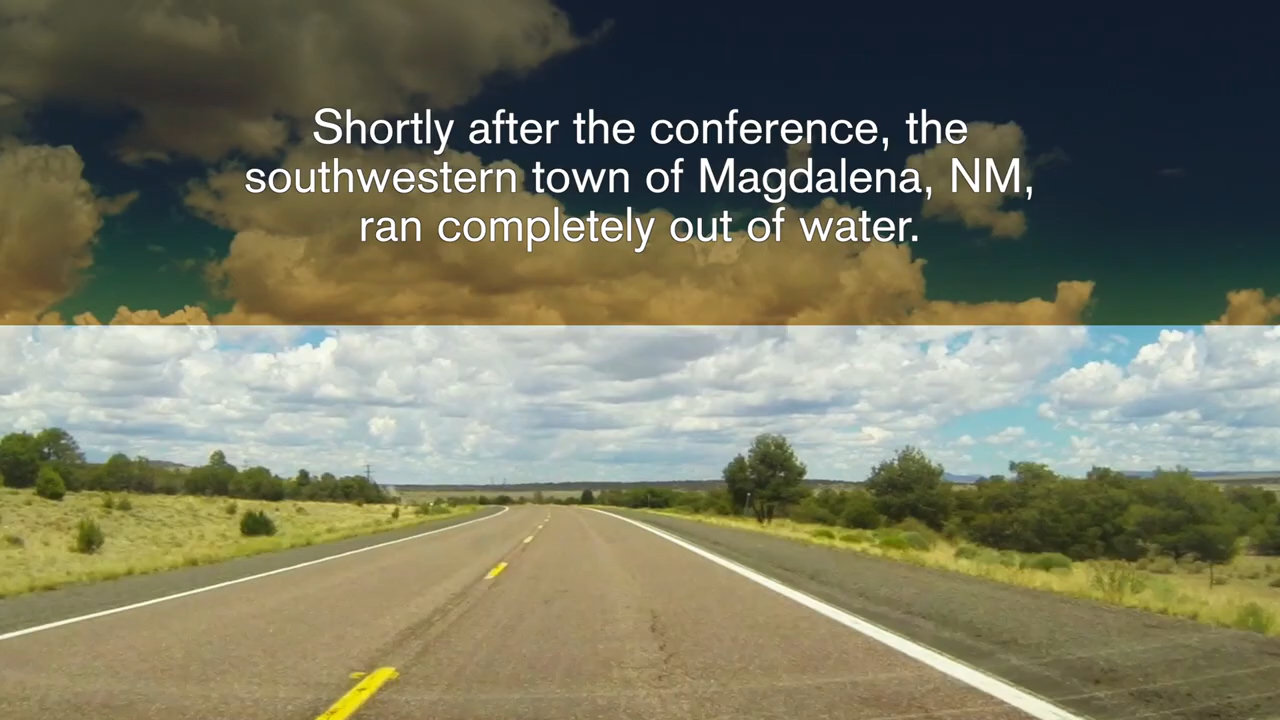 Shortly after the conference, the
southwestern town of Magdalena, NM,
ran completely out of water.